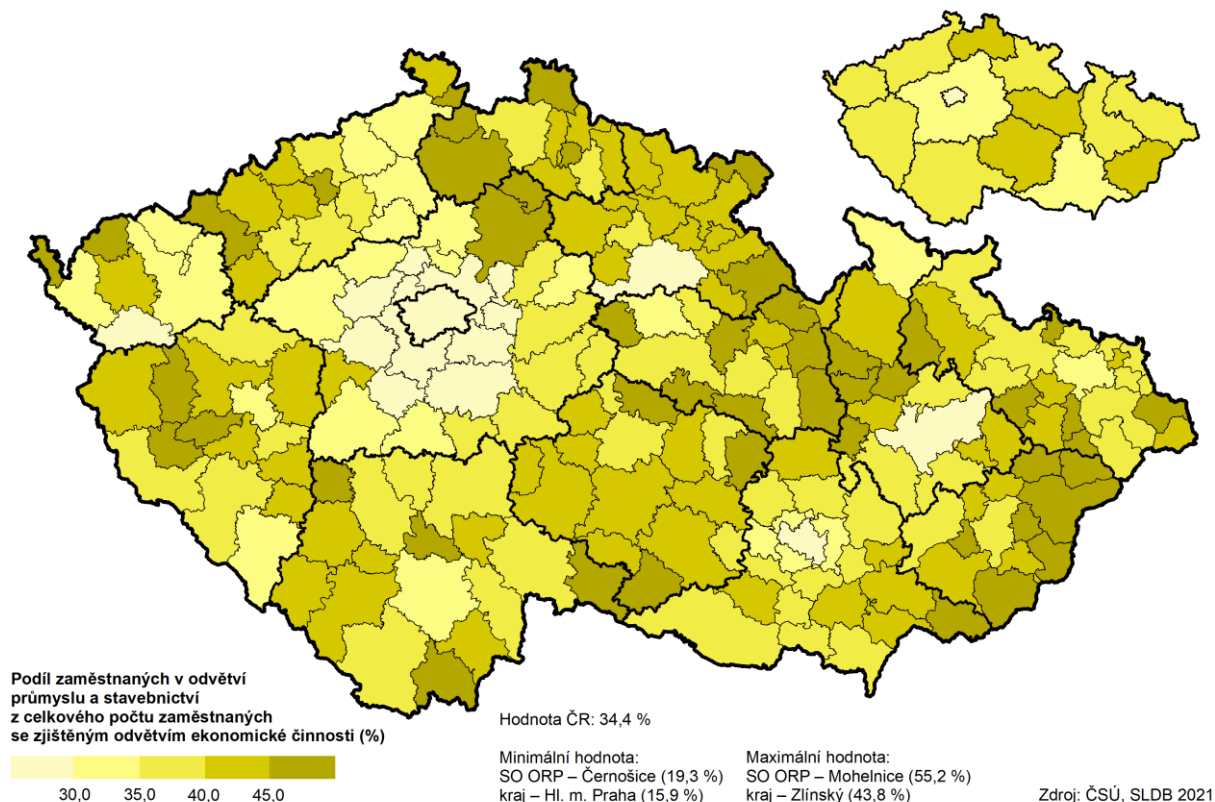 Podíl zaměstnaných v odvětví
průmyslu a stavebnictví
z celkového počtu zaměstnaných
se zjištěným odvětvím ekonomické činnosti (%)
30,0 35,0 40,0 45,0
Hodnota ČR: 34,4 %
Minimální hodnota:
SO ORP – Černošice (19,3 %)
kraj – Hl. m. Praha (15,9 %)
Maximální hodnota:
SO ORP – Mohelnice (55,2 %)
kraj – Zlínský (43,8 %)
Zdroj: ČSÚ, SLDB 2021